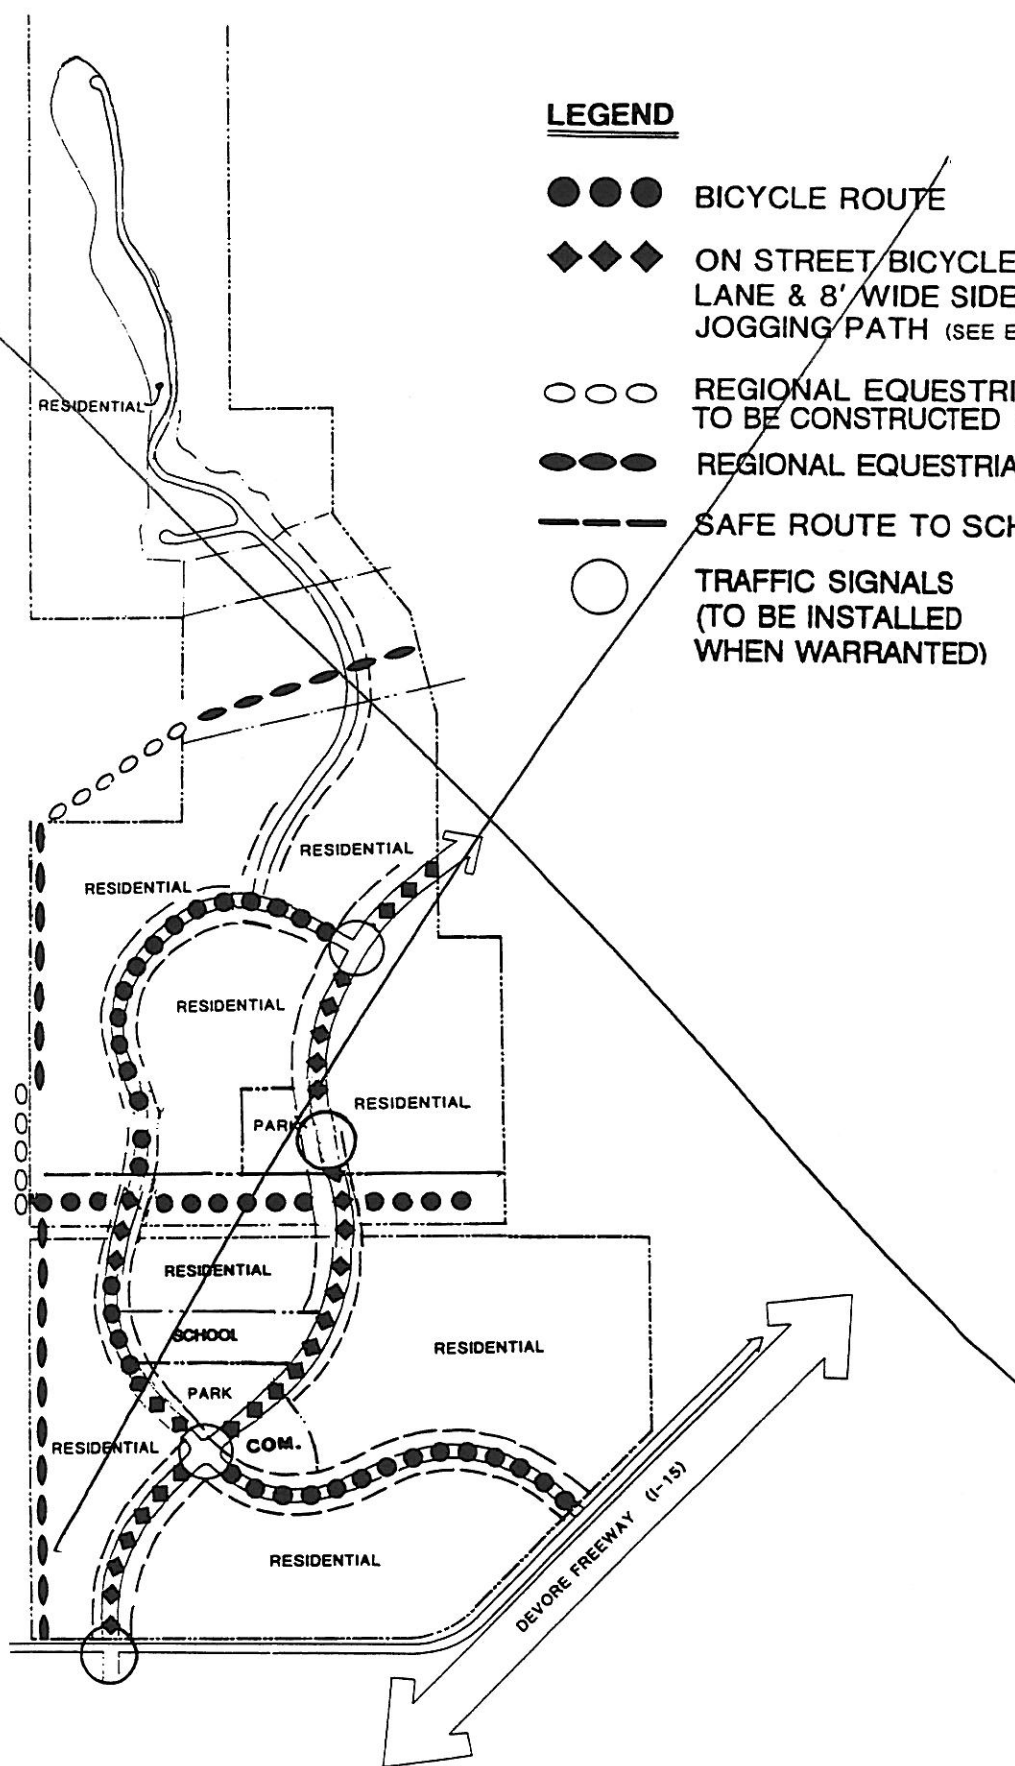 LEGEND
BICYCLE ROUTE
ON STREET BICYCLE
LANE & 8' WIDE SIDE
JOGGING PATH (SEE E
REGIONAL EQUESTRI
TO BE CONSTRUCTED
REGIONAL EQUESTRIA
SAFE ROUTE TO SCH
TRAFFIC SIGNALS
(TO BE INSTALLED
WHEN WARRANTED)
RESIDENTIAL
RESIDENTIAL
RESIDENTIAL
RESIDENTIAL
RESIDENTIAL
PARK
RESIDENTIAL
SCHOOL
RESIDENTIAL
PARK
RESIDENTIAL
COM.
RESIDENTIAL
DEVORE FREEWAY (I-15)